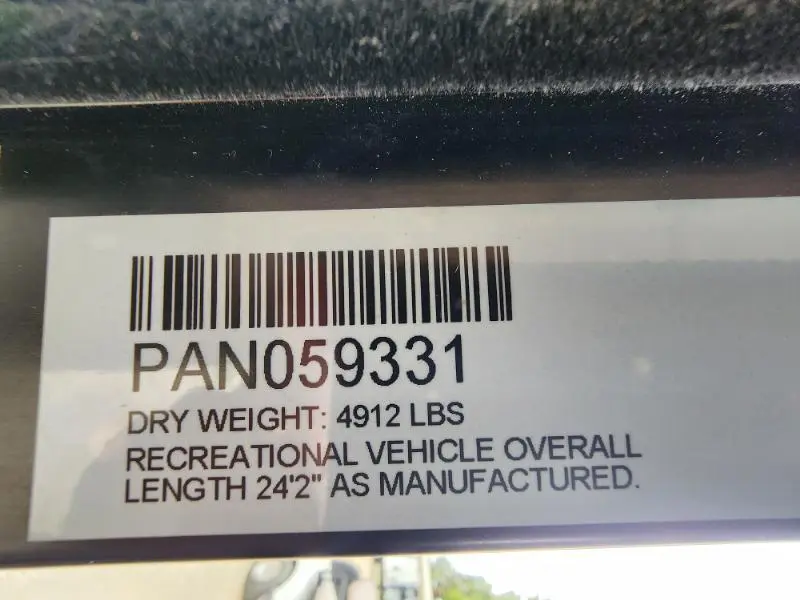 PAN059331
DRY WEIGHT: 4912 LBS
RECREATIONAL VEHICLE OVERALL
LENGTH 24'2" AS MANUFACTURED.